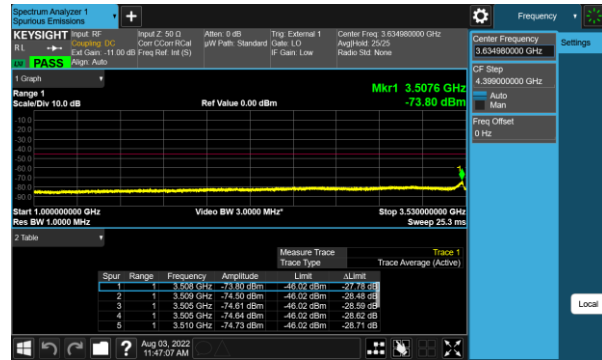 Spectrum Analyzer 1
Spurious Emissions
Frequency
KEYSIGHT
Input: RF
Coupling: DC
Ext Gain: -11.00 dB
Align: Auto
Input Z: 50 Ω
Corr CCorr RCal
Freq Ref: Int (S)
Atten: 0 dB
µW Path: Standard
Trig: External 1
Gate: LO
IF Gain: Low
Center Freq: 3.634980000 GHz
Avg|Hold: 25/25
Radio Std: None
R L
PASS
Center Frequency
3.634980000 GHz
Settings
CF Step
4.399000000 GHz
Auto
Man
Freq Offset
0 Hz
Local
1 Graph
Range 1
Scale/Div 10.0 dB
Ref Value 0.00 dBm
Mkr1 3.5076 GHz
-73.80 dBm
-10.0
-20.0
-30.0
-40.0
-50.0
-60.0
-70.0
-80.0
-90.0
Start 1.000000000 GHz
Res BW 1.0000 MHz
Video BW 3.0000 MHz*
Stop 3.530000000 GHz
Sweep 25.3 ms
2 Table
Measure Trace Trace 1
Trace Type Trace Average (Active)
Spur Range Frequency Amplitude Limit ΔLimit
1 1 3.508 GHz -73.80 dBm -46.02 dBm -27.78 dB
2 1 3.509 GHz -74.50 dBm -46.02 dBm -28.48 dB
3 1 3.505 GHz -74.61 dBm -46.02 dBm -28.59 dB
4 1 3.505 GHz -74.64 dBm -46.02 dBm -28.62 dB
5 1 3.510 GHz -74.73 dBm -46.02 dBm -28.71 dB
Aug 03, 2022
11:47:07 AM